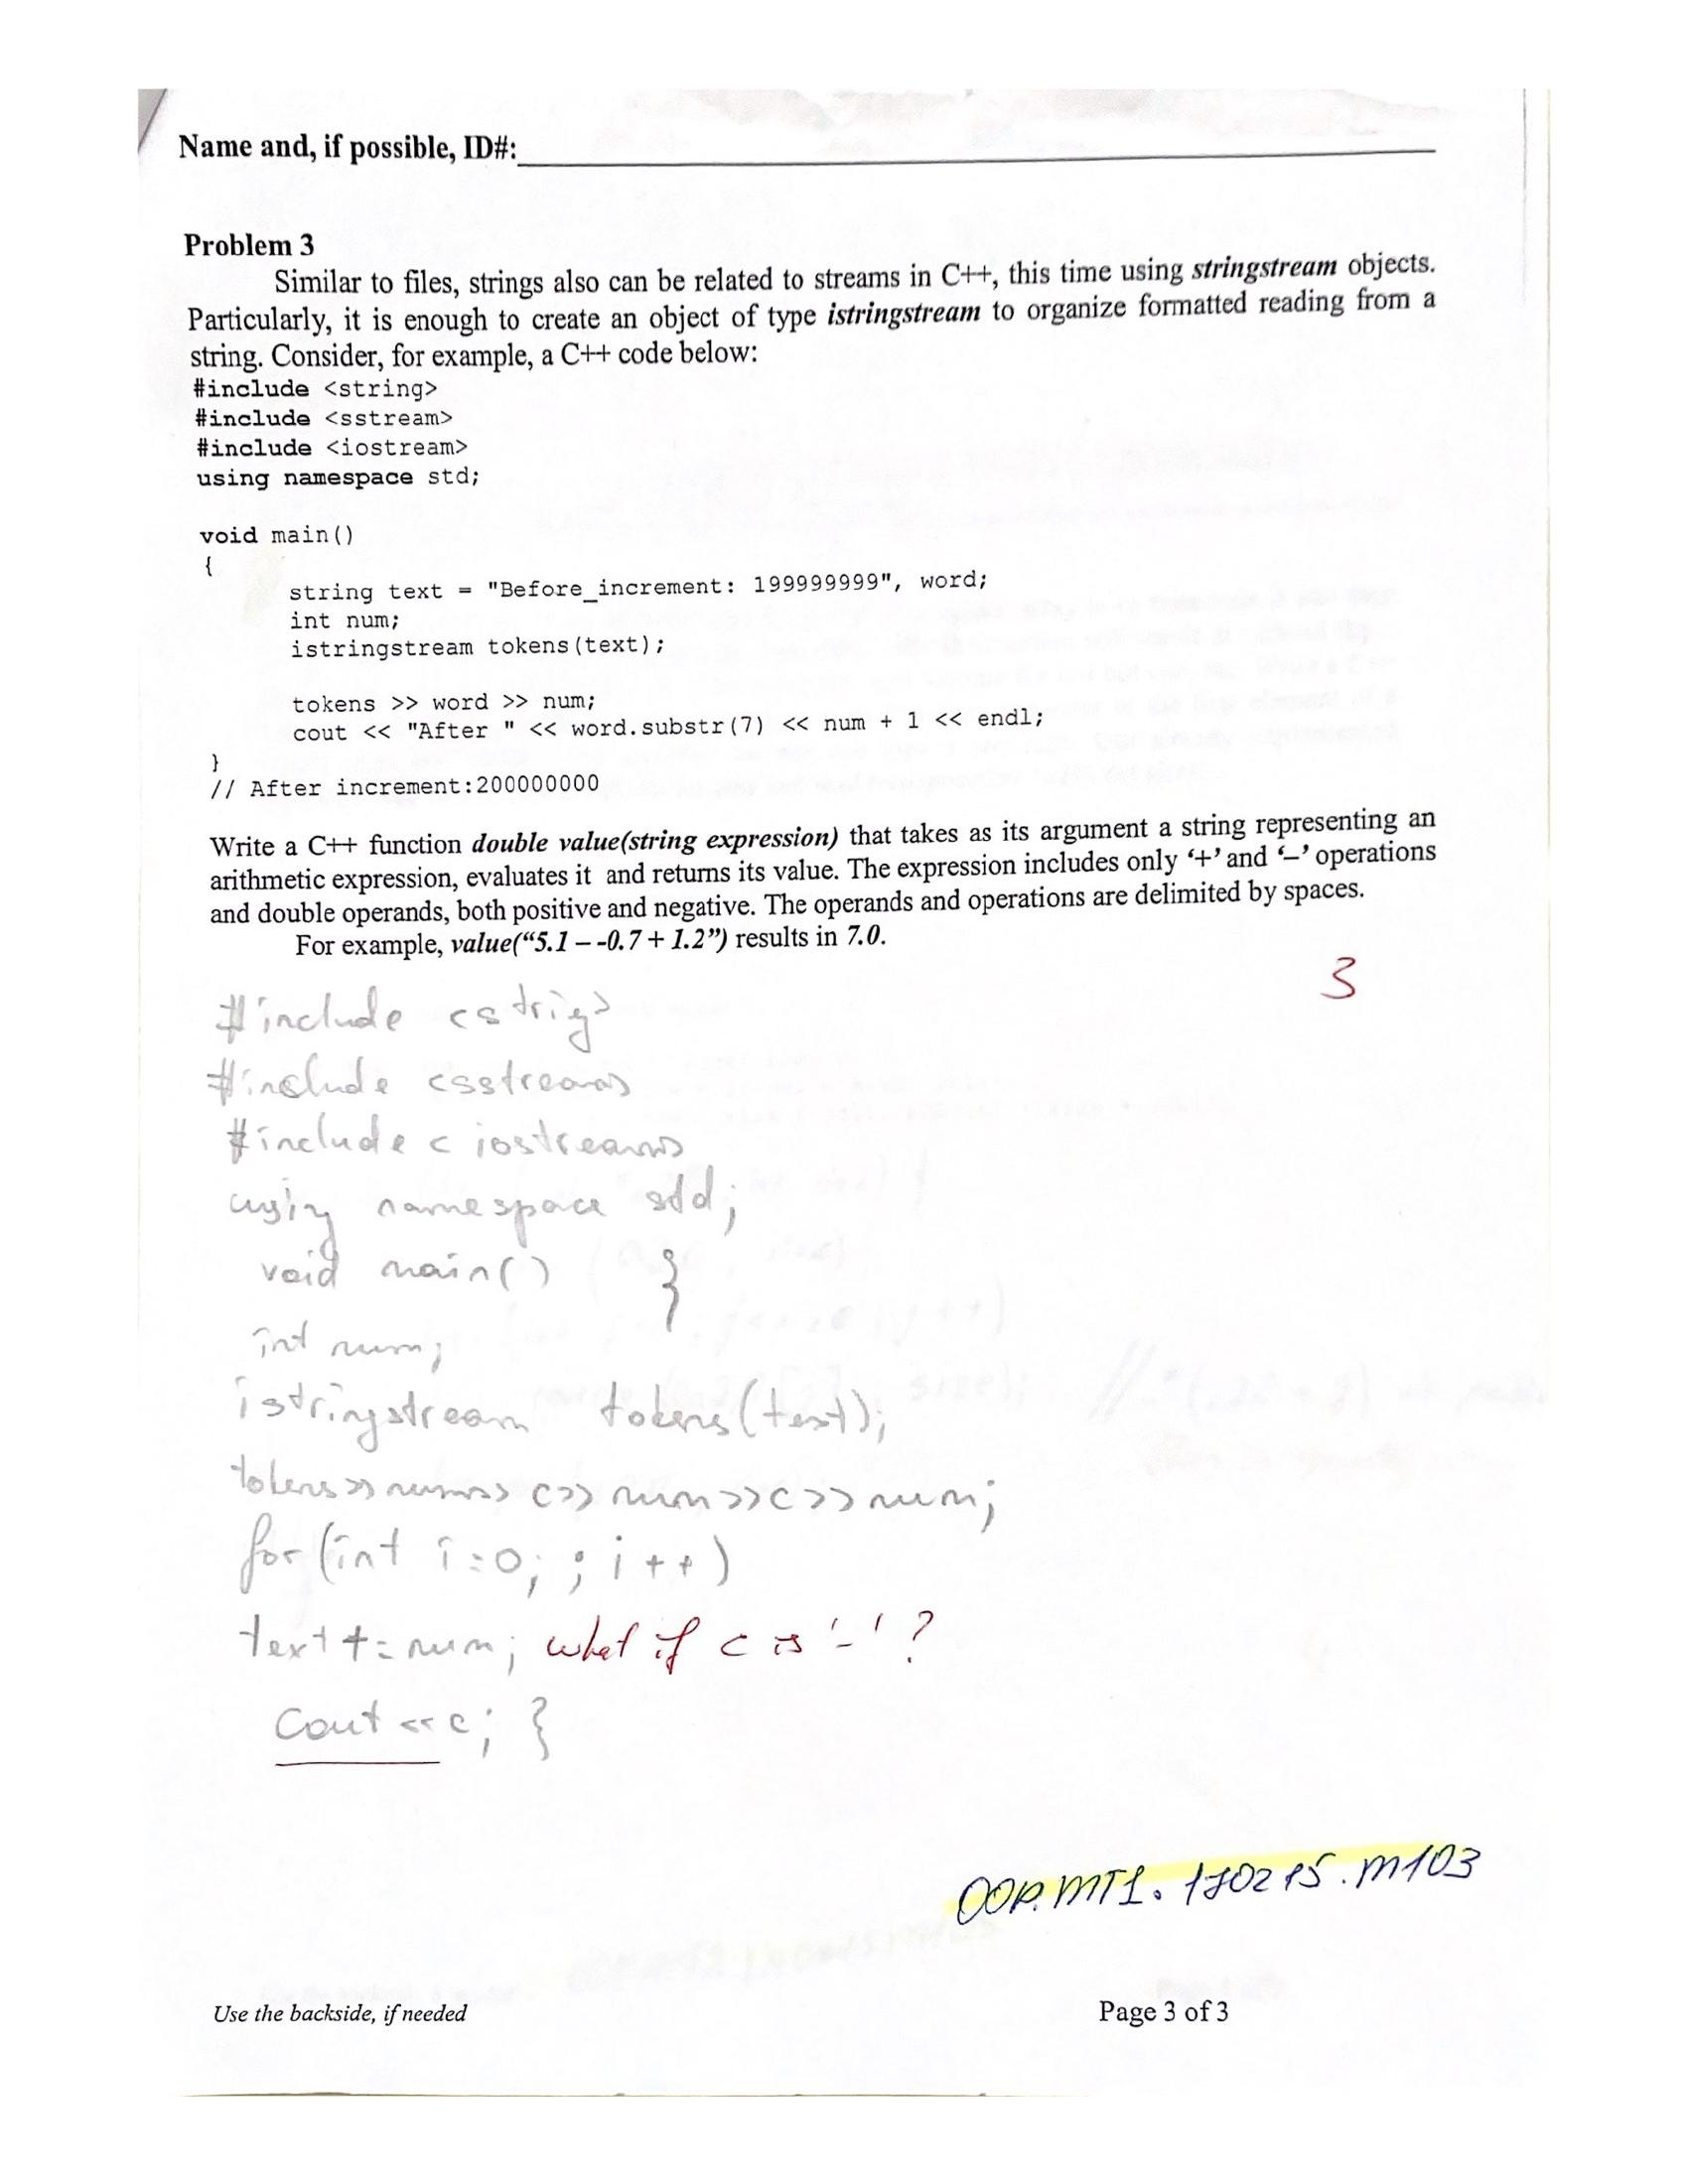 Name and, if possible, ID#:
Problem 3
Similar to files, strings also can be related to streams in C++, this time using stringstream objects.
Particularly, it is enough to create an object of type istringstream to organize formatted reading from a
string. Consider, for example, a C++ code below:
#include <string>
#include <sstream>
#include <iostream>
using namespace std;
void main()
{
string text = "Before_increment: 199999999", word;
int num;
istringstream tokens(text);
tokens >> word >> num;
cout << "After " << word.substr(7) << num + 1 << endl;
}
// After increment:200000000
Write a C++ function double value(string expression) that takes as its argument a string representing an
arithmetic expression, evaluates it and returns its value. The expression includes only ‘+’ and ‘–’ operations
and double operands, both positive and negative. The operands and operations are delimited by spaces.
For example, value(“5.1 – -0.7 + 1.2”) results in 7.0.
3
#include <strig>
#include <sstream>
#include <iostream>
using namespace std;
void main() }
int num;
istringstream tokens(text);
tokens >> num >> c >> num >> c >> num;
for (int i=0; ; i++)
text += num; what if c is '-' ?
cout << c; }
OOP.MT1.170215.M103
Use the backside, if needed
Page 3 of 3